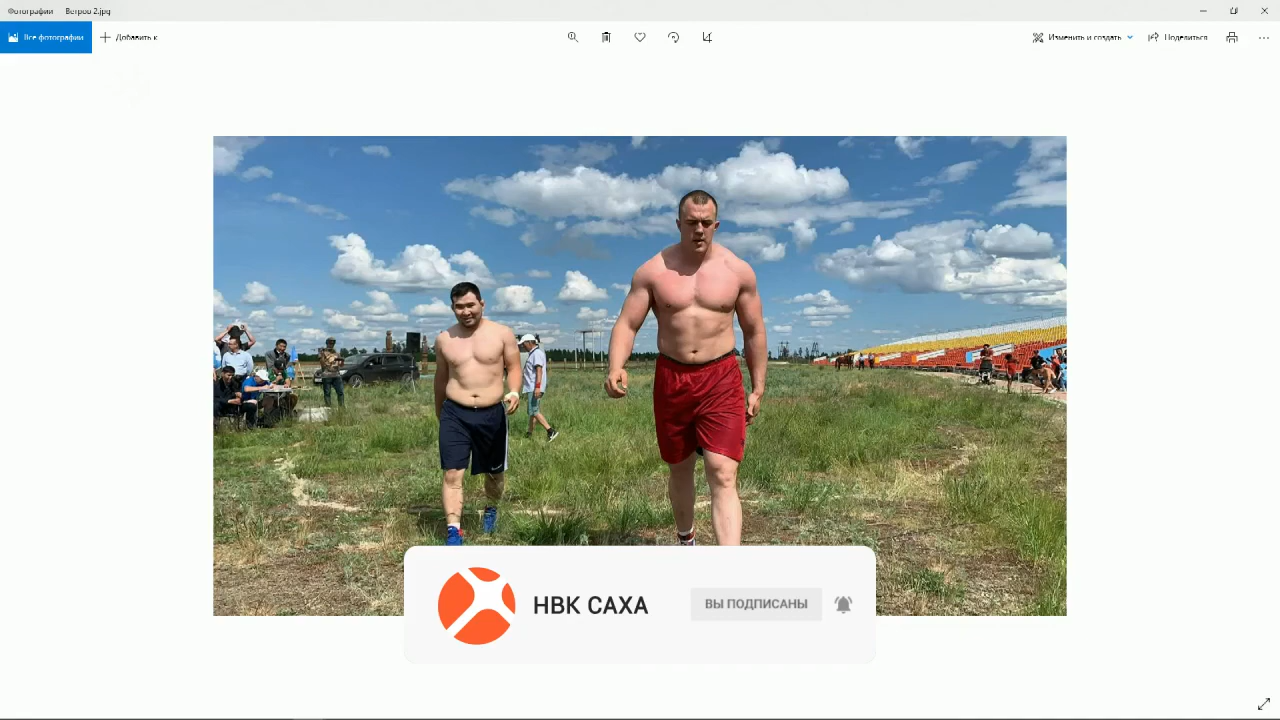 Фотографии
Ветров 2.jpg
Все фотографии
Добавить к
Изменить и создать
Поделиться
НВК САХА
ВЫ ПОДПИСАНЫ